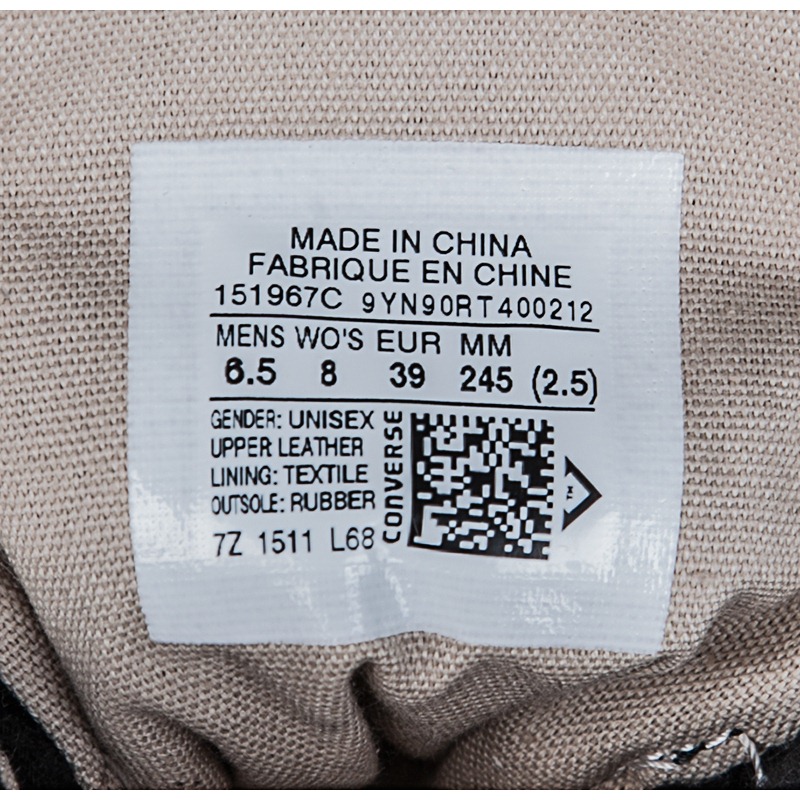 MADE IN CHINA
FABRIQUE EN CHINE
151967C 9YN90RT400212
MENS WO'S EUR MM
6.5 8 39 245 (2.5)
GENDER: UNISEX
UPPER LEATHER
LINING: TEXTILE
OUTSOLE: RUBBER
7Z 1511 L68
CONVERSE
TM